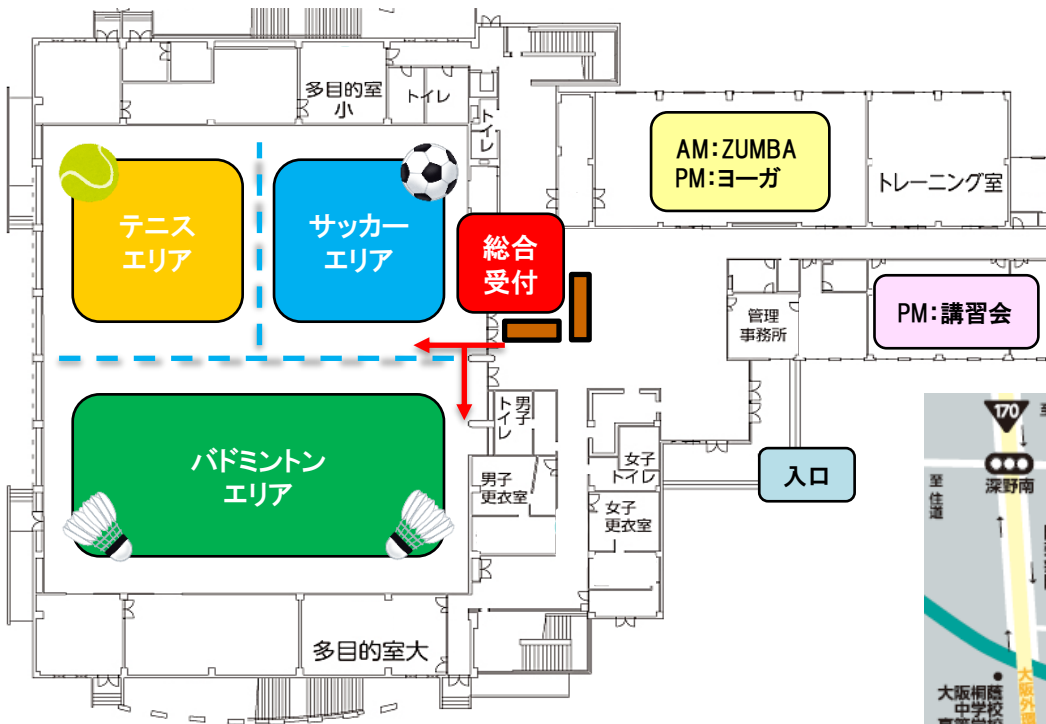 多目的室
小
トイレ
トイレ
AM：ZUMBA
PM：ヨーガ
トレーニング室
テニス
エリア
サッカー
エリア
総合
受付
管理
事務所
PM：講習会
男子
トイレ
バドミントン
エリア
男子
更衣室
女子
トイレ
女子
更衣室
入口
多目的室大
170
至
深野南
至 住道
大阪桐蔭
中学校
高等学校
大阪外環